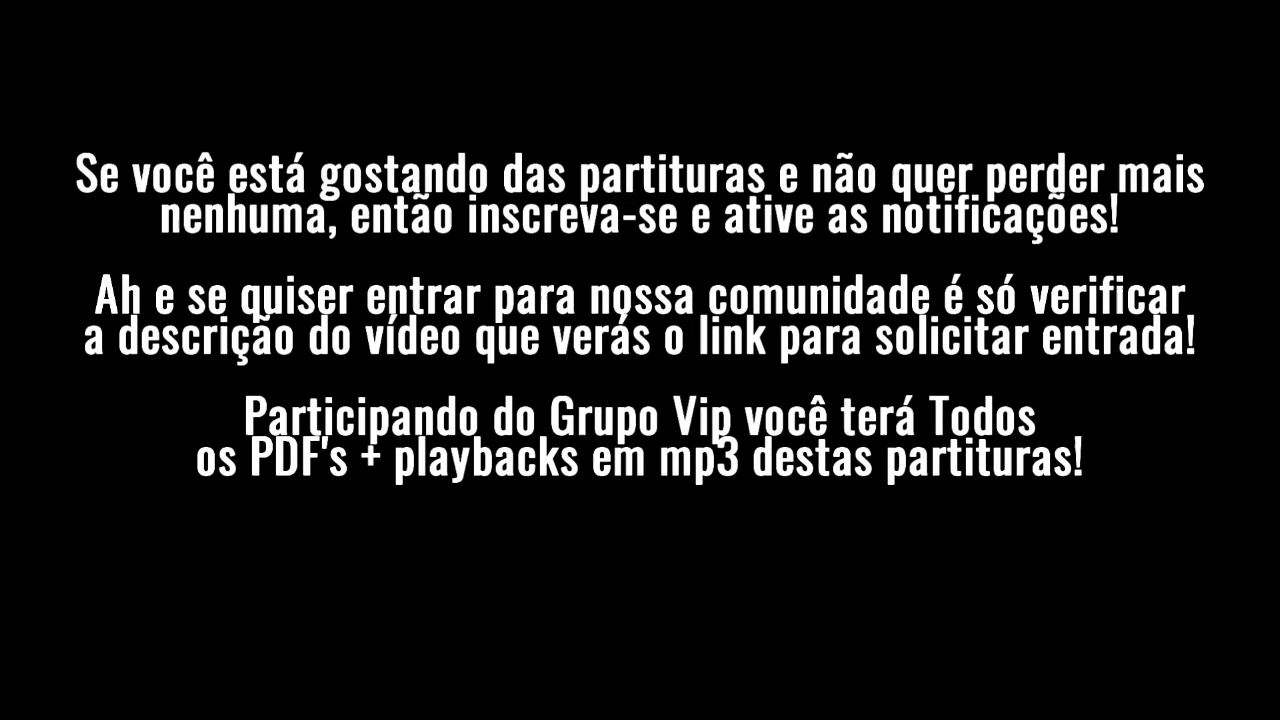 Se você está gostando das partituras e não quer perder mais
nenhuma, então inscreva-se e ative as notificações!
Ah e se quiser entrar para nossa comunidade é só verificar
a descrição do vídeo que verás o link para solicitar entrada!
Participando do Grupo Vip você terá Todos
os PDF's + playbacks em mp3 destas partituras!